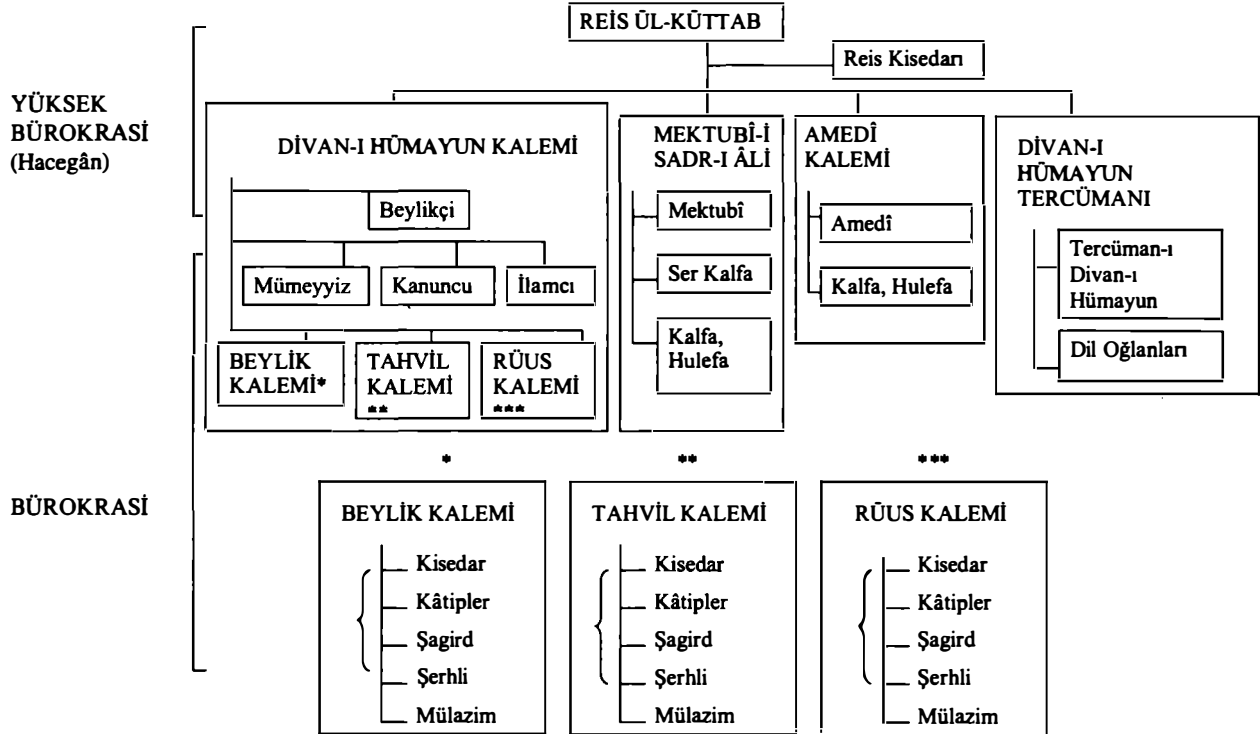 REİS ÜL-KÜTTAB
Reis Kisedarı
YÜKSEK
BÜROKRASİ
(Hacegân)
DİVAN-I HÜMAYUN KALEMİ
Beylikçi
Mümeyyiz
Kanuncu
İlamcı
BEYLİK
KALEMİ*
TAHVİL
KALEMİ
**
RÜUS
KALEMİ
***
MEKTUBÎ-İ
SADR-I ÂLİ
Mektubî
Ser Kalfa
Kalfa,
Hulefa
AMEDÎ
KALEMİ
Amedî
Kalfa, Hulefa
DİVAN-I
HÜMAYUN
TERCÜMANI
Tercüman-ı
Divan-ı
Hümayun
Dil Oğlanları
BÜROKRASİ
*
BEYLİK KALEMİ
Kisedar
Kâtipler
Şagird
Şerhli
Mülazim
**
TAHVİL KALEMİ
Kisedar
Kâtipler
Şagird
Şerhli
Mülazim
***
RÜUS KALEMİ
Kisedar
Kâtipler
Şagird
Şerhli
Mülazim